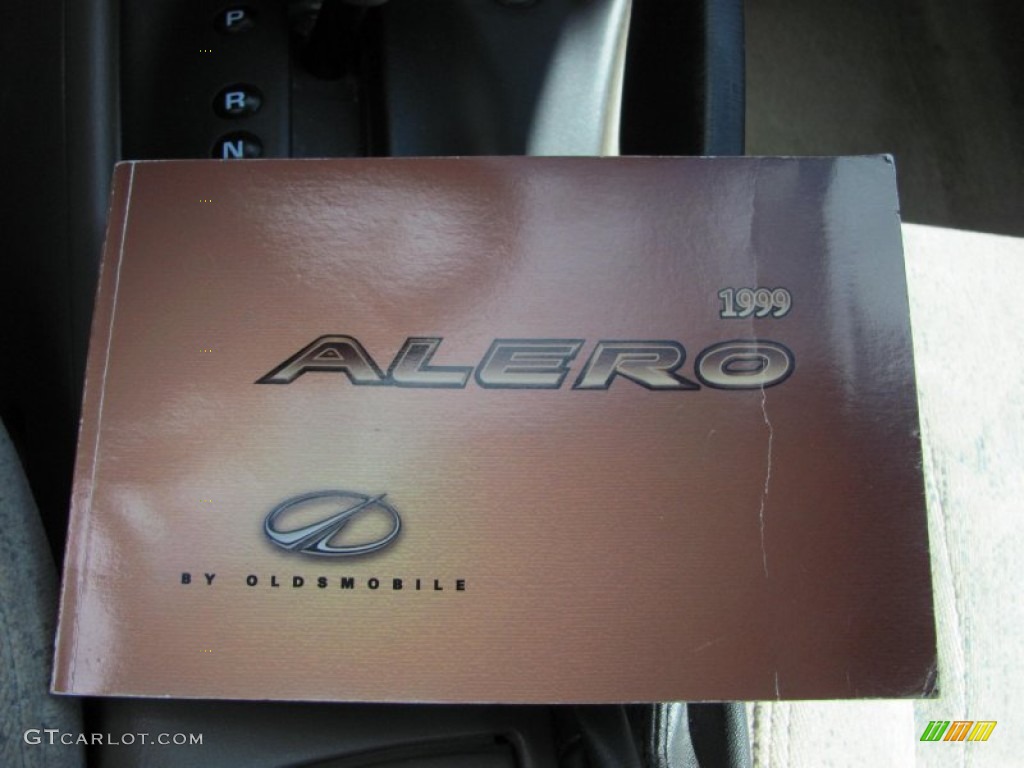 P
R
N
1999
ALERO
BY OLDSMOBILE
GTCARLOT.COM